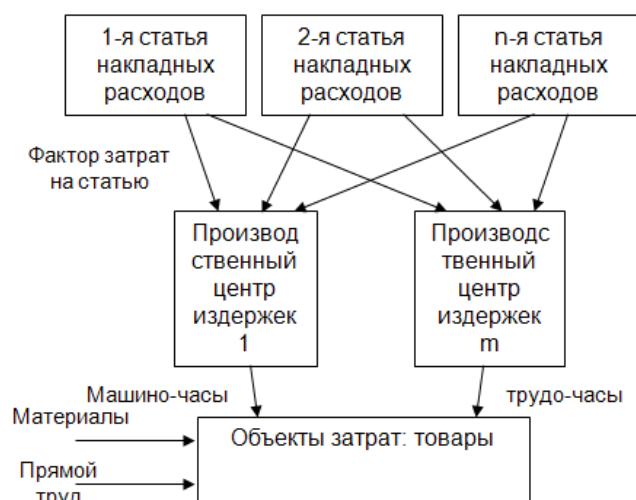 1-я статья
накладных
расходов
2-я статья
накладных
расходов
n-я статья
накладных
расходов
Фактор затрат
на статью
Производ
ственный
центр
издержек
1
Производс
твенный
центр
издержек
m
Машино-часы
трудо-часы
Материалы
Объекты затрат: товары
Прямой
труд